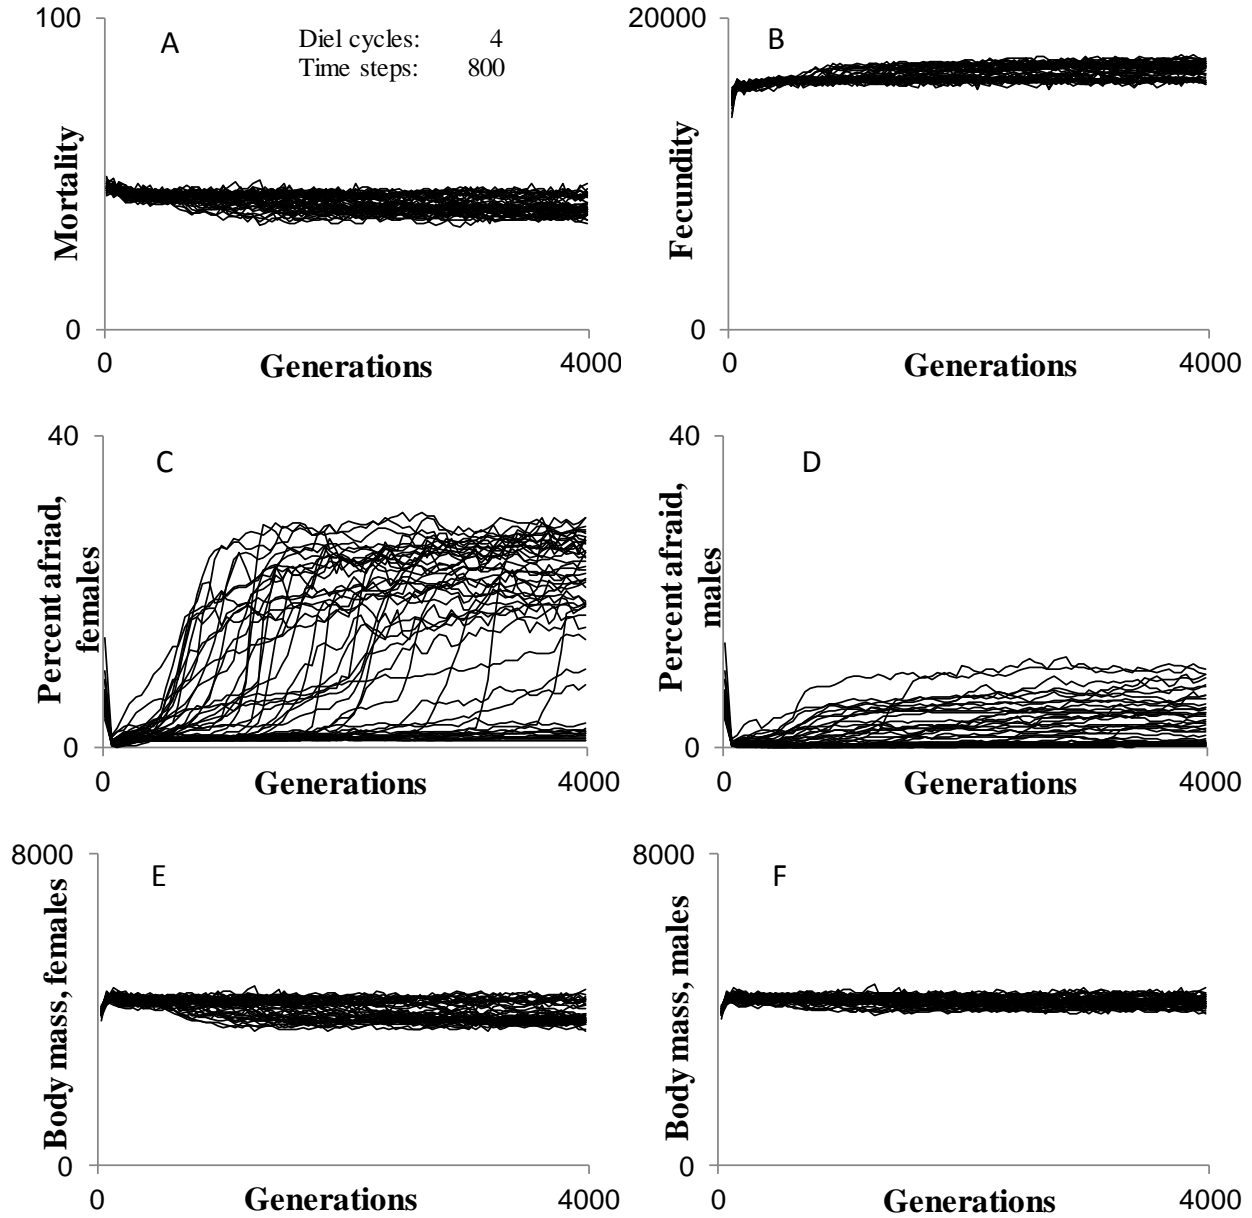 100
A
Diel cycles: 4
Time steps: 800
Mortality
0
0
Generations
4000
20000
B
Fecundity
0
0
Generations
4000
40
C
Percent afriad,
females
0
0
Generations
4000
40
D
Percent afraid,
males
0
0
Generations
4000
8000
E
Body mass, females
0
0
Generations
4000
8000
F
Body mass, males
0
0
Generations
4000